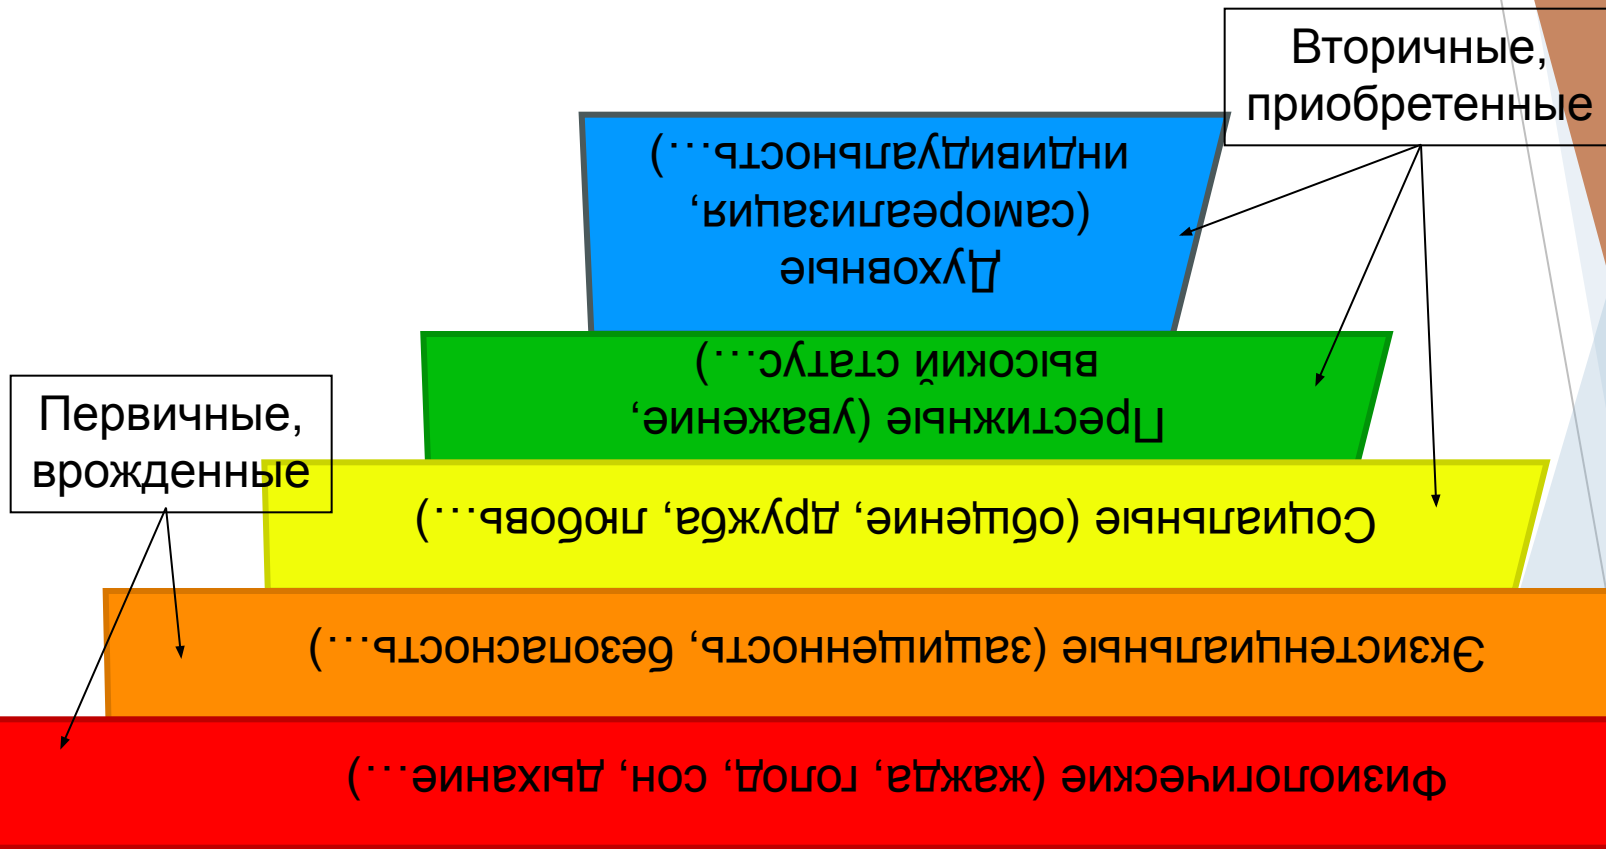 Вторичные,
приобретенные
Духовные
(самореализация,
индивидуальность…)
Престижные (уважение,
высокий статус…)
Первичные,
врожденные
Социальные (общение, дружба, любовь…)
Экзистенциальные (защищенность, безопасность…)
Физиологические (жажда, голод, сон, дыхание…)